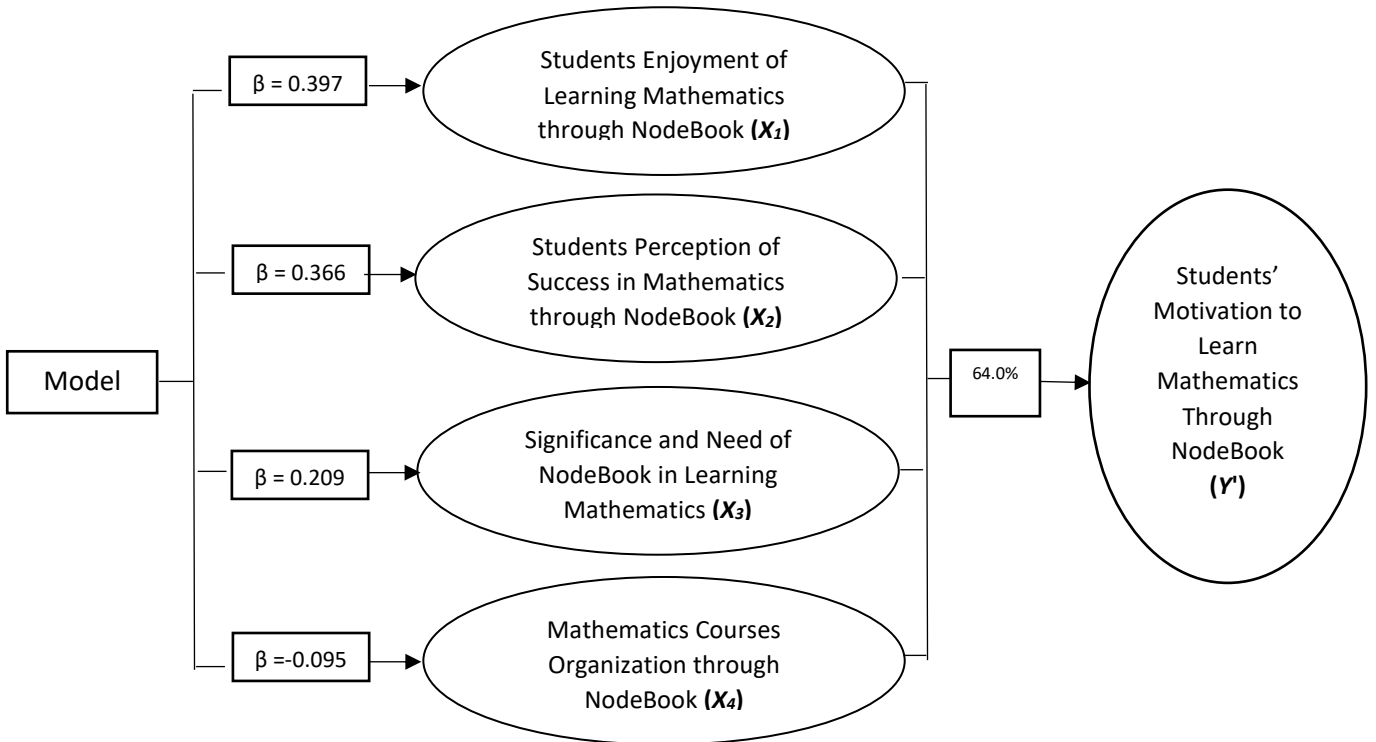 Model
β = 0.397
Students Enjoyment of
Learning Mathematics
through NodeBook (X₁)
β = 0.366
Students Perception of
Success in Mathematics
through NodeBook (X₂)
β = 0.209
Significance and Need of
NodeBook in Learning
Mathematics (X₃)
β =-0.095
Mathematics Courses
Organization through
NodeBook (X₄)
64.0%
Students’
Motivation to
Learn
Mathematics
Through
NodeBook
(Y')